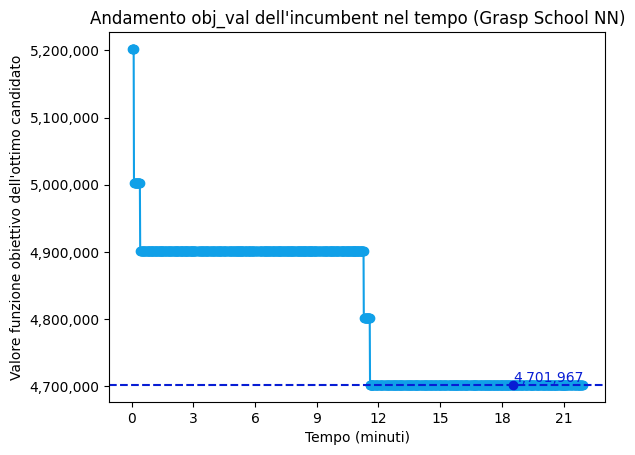 Andamento obj_val dell'incumbent nel tempo (Grasp School NN)
Valore funzione obiettivo dell'ottimo candidato
5,200,000
5,100,000
5,000,000
4,900,000
4,800,000
4,700,000
4,701,967
0 3 6 9 12 15 18 21
Tempo (minuti)